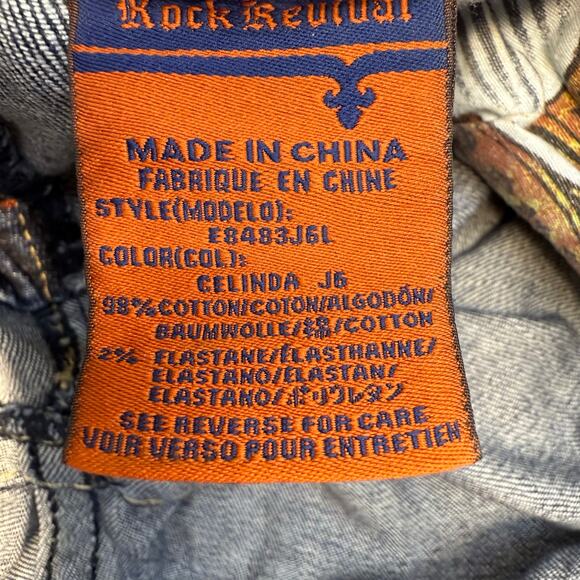 Rock Revival
MADE IN CHINA
FABRIQUE EN CHINE
STYLE(MODELO):
E8483J6L
COLOR(COL):
CELINDA J6
98%COTTON/COTON/ALGODÓN/
BAUMWOLLE/綿/COTTON
2% ELASTANE/ÉLASTHANNE/
ELASTANO/ELASTAN/
ELASTANO/ポリウレタン
SEE REVERSE FOR CARE
VOIR VERSO POUR ENTRETIEN